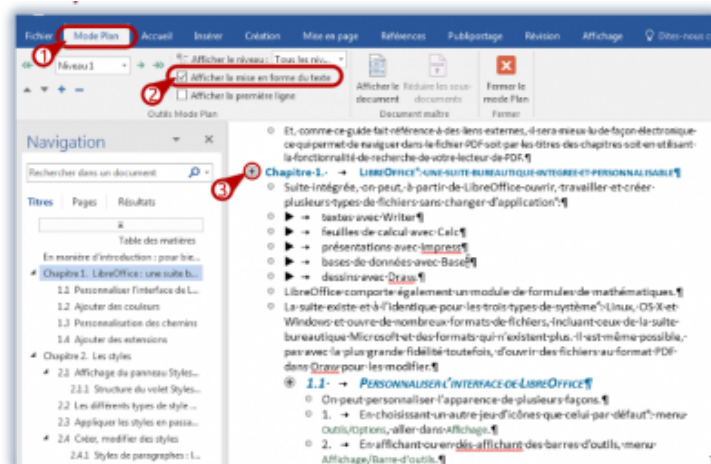 Fichier Mode Plan Accueil Insérer Création Mise en page Références Publipostage Révision Affichage Dites-nous c
1
Niveau 1
Afficher le niveau : Tous les niv...
2
Afficher la mise en forme du texte
Afficher la première ligne
Outils Mode Plan
Afficher le document
Réduire les sous-documents
Document maître
Fermer le mode Plan
Fermer
Navigation
Rechercher dans un document
Titres Pages Résultats
Table des matières
En manière d'introduction : pour bie...
Chapitre 1. LibreOffice : une suite b...
1.1 Personnaliser l'interface de L...
1.2 Ajouter des couleurs
1.3 Personnalisation des chemins
1.4 Ajouter des extensions
Chapitre 2. Les styles
2.1 Affichage du panneau Styles...
2.1.1 Structure du volet Styles...
2.2 Les différents types de style ...
2.3 Appliquer les styles en passa...
2.4 Créer, modifier des styles
2.4.1 Styles de paragraphes : l...
Et, comme ce guide fait référence à des liens externes, il sera mieux lu de façon électronique
ce qui permet de naviguer dans le fichier PDF soit par les titres des chapitres soit en utilisant
la fonctionnalité de recherche de votre lecteur de PDF.¶
3
Chapitre 1. → LIBREOFFICE : UNE SUITE BUREAUTIQUE INTEGREE ET PERSONNALISABLE¶
Suite intégrée, on peut, à partir de LibreOffice ouvrir, travailler et créer
plusieurs types de fichiers sans changer d'application :¶
► → textes avec Writer¶
► → feuilles de calcul avec Calc¶
► → présentations avec Impress¶
► → bases de données avec Base¶
► → dessins avec Draw.¶
LibreOffice comporte également un module de formules de mathématiques.¶
La suite existe et à l'identique pour les trois types de système : Linux, OS X et
Windows et ouvre de nombreux formats de fichiers, incluant ceux de la suite
bureautique Microsoft et des formats qui n'existent plus. Il est même possible,
pas avec la plus grande fidélité toutefois, d'ouvrir des fichiers au format PDF
dans Draw pour les modifier.¶
1.1 → PERSONNALISER L'INTERFACE DE LIBREOFFICE¶
On peut personnaliser l'apparence de plusieurs façons.¶
1. → En choisissant un autre jeu d'icônes que celui par défaut : menu
Outils/Options, aller dans Affichage.¶
2. → En affichant ou en dés-affichant des barres d'outils, menu
Affichage/Barre d'outils.¶